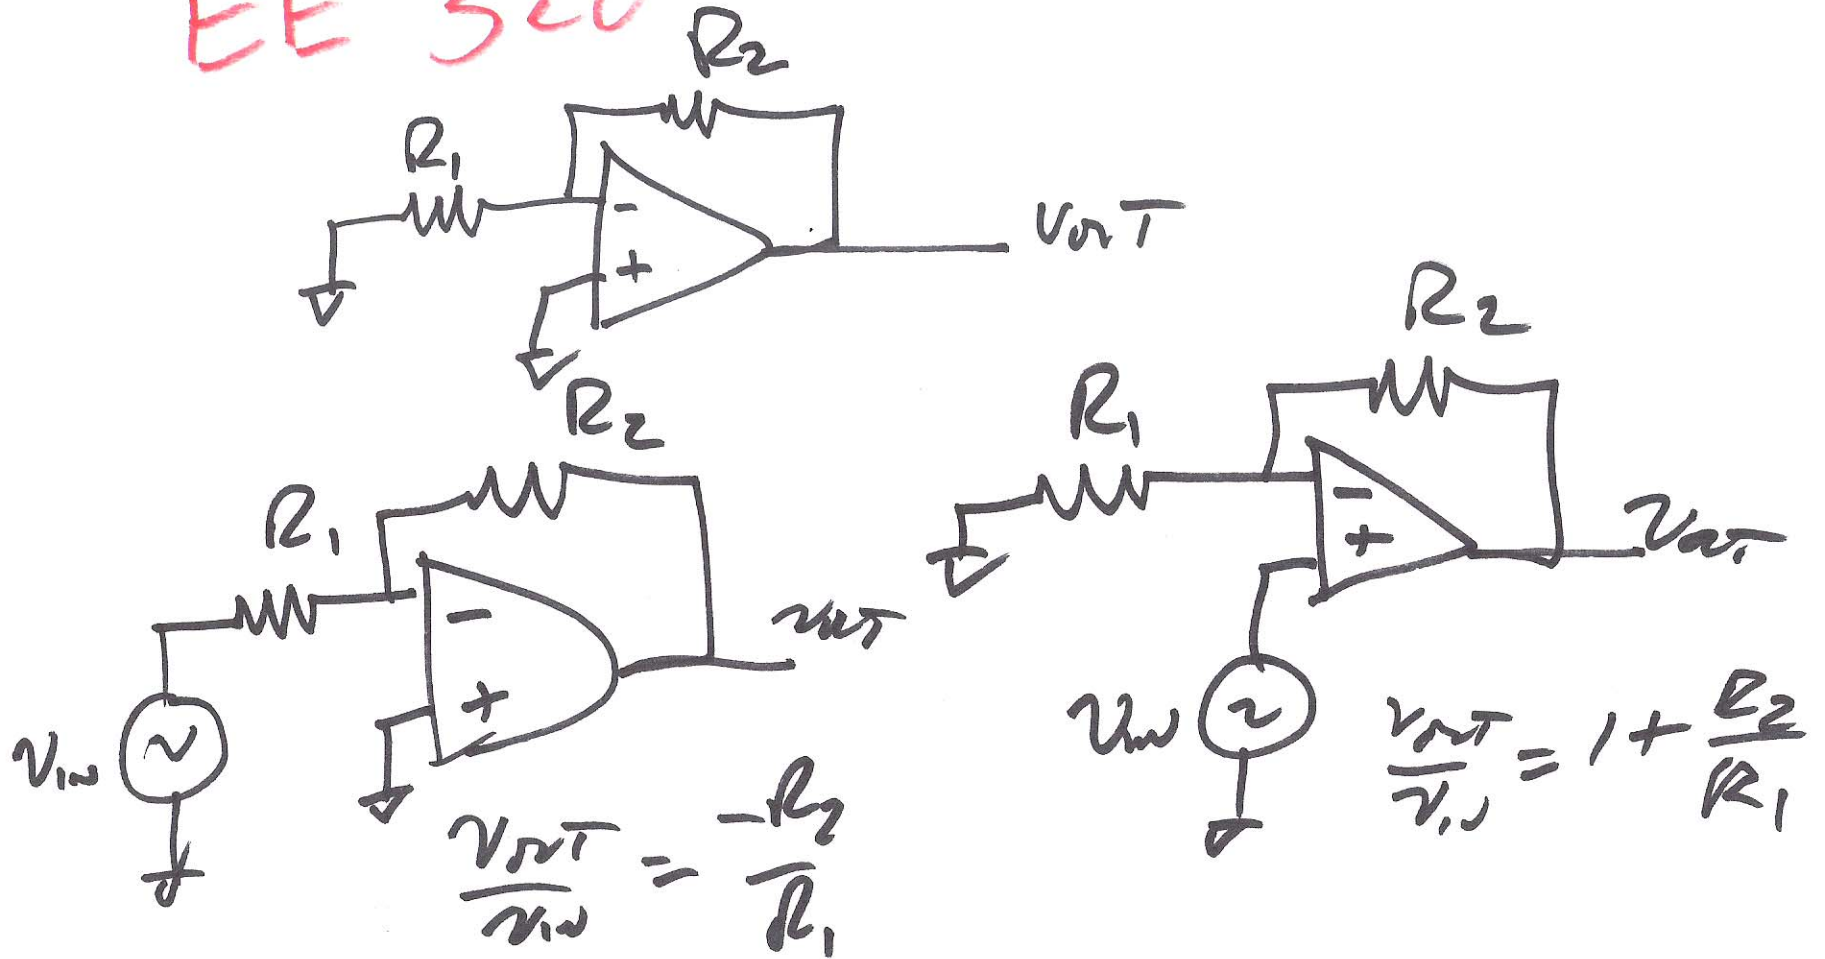 EE 320
R2
R1
-
+
VOUT
R2
R1
-
+
VOUT
VIN
VOUT/VIN = -R2/R1
R2
R1
-
+
VOUT
VIN
VOUT/VIN = 1 + R2/R1